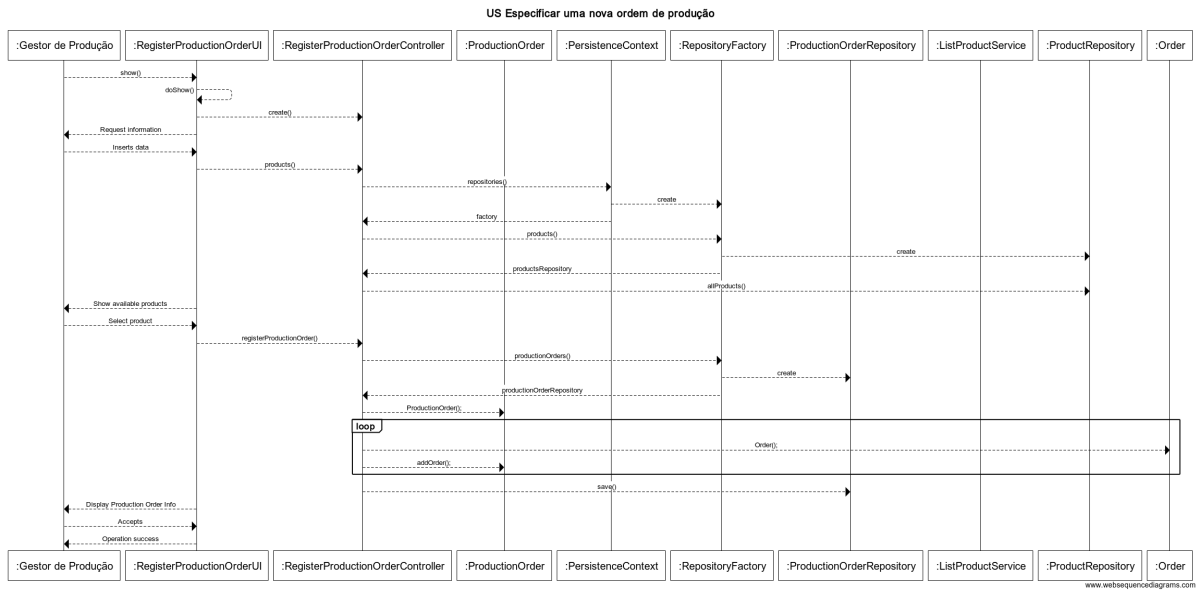 US Especificar uma nova ordem de produção
:Gestor de Produção :RegisterProductionOrderUI :RegisterProductionOrderController :ProductionOrder :PersistenceContext :RepositoryFactory :ProductionOrderRepository :ListProductService :ProductRepository :Order
show()
doShow()
create()
Request information
Inserts data
products()
repositories()
create
factory
products()
create
productsRepository
allProducts()
Show available products
Select product
registerProductionOrder()
productionOrders()
create
productionOrderRepository
ProductionOrder();
loop
Order();
addOrder();
save()
Display Production Order Info
Accepts
Operation success
:Gestor de Produção :RegisterProductionOrderUI :RegisterProductionOrderController :ProductionOrder :PersistenceContext :RepositoryFactory :ProductionOrderRepository :ListProductService :ProductRepository :Order
www.websequencediagrams.com